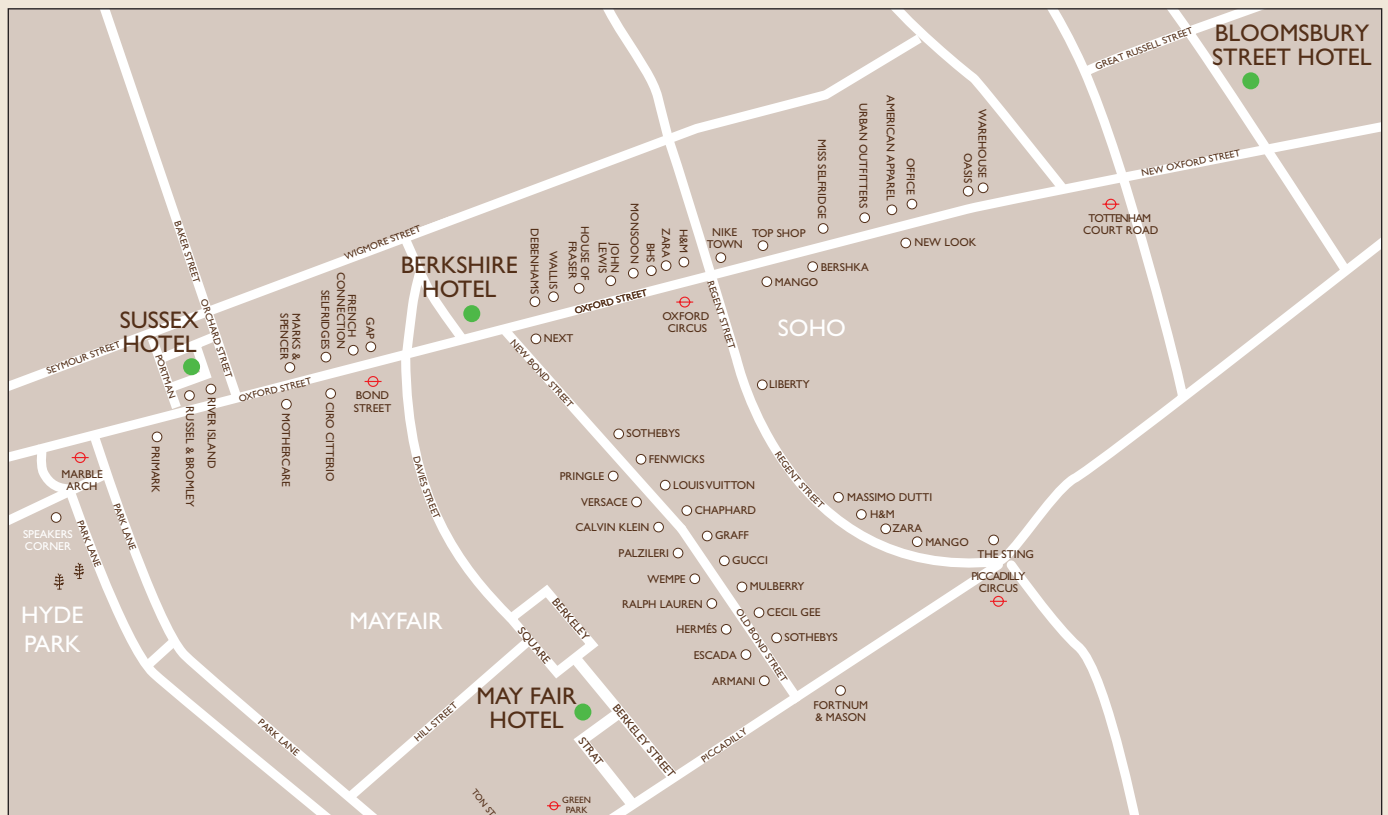 BLOOMSBURY
STREET HOTEL
GREAT RUSSELL STREET
NEW OXFORD STREET
TOTTENHAM
COURT ROAD
WAREHOUSE
OASIS
OFFICE
AMERICAN APPAREL
URBAN OUTFITTERS
MISS SELFRIDGE
NEW LOOK
TOP SHOP
NIKE
TOWN
BERSHKA
MANGO
H&M
ZARA
BHS
MONSOON
JOHN
LEWIS
HOUSE OF
FRASER
WALLIS
DEBENHAMS
OXFORD STREET
OXFORD
CIRCUS
REGENT STREET
SOHO
BAKER STREET
WIGMORE STREET
BERKSHIRE
HOTEL
ORCHARD STREET
SUSSEX
HOTEL
SEYMOUR STREET
PORTMAN
MARKS &
SPENCER
SELFRIDGES
FRENCH
CONNECTION
GAP
NEXT
NEW BOND STREET
OXFORD STREET
BOND
STREET
RIVER ISLAND
RUSSEL & BROMLEY
PRIMARK
MOTHERCARE
CIRO CITTERIO
LIBERTY
MARBLE
ARCH
PARK LANE
PARK LANE
SPEAKERS
CORNER
HYDE
PARK
DAVIES STREET
MAYFAIR
SOTHEBYS
FENWICKS
PRINGLE
LOUIS VUITTON
VERSACE
CHAPHARD
CALVIN KLEIN
GRAFF
PALZILERI
GUCCI
WEMPE
MULBERRY
RALPH LAUREN
CECIL GEE
HERMÉS
SOTHEBYS
ESCADA
ARMANI
OLD BOND STREET
REGENT STREET
MASSIMO DUTTI
H&M
ZARA
MANGO
THE STING
PICCADILLY
CIRCUS
BERKELEY
SQUARE
MAY FAIR
HOTEL
HILL STREET
BERKELEY STREET
STRAT
TON ST
PICCADILLY
FORTNUM
& MASON
PARK LANE
GREEN
PARK